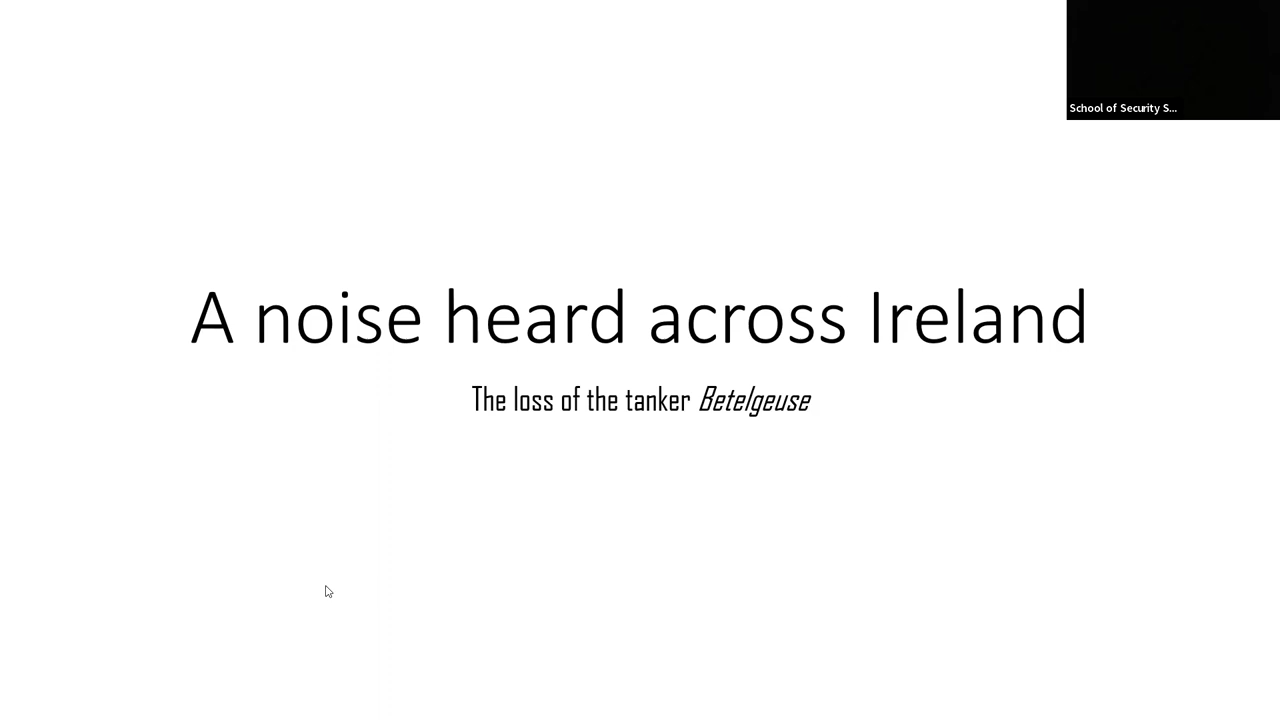 School of Security S...
A noise heard across Ireland
The loss of the tanker Betelgeuse